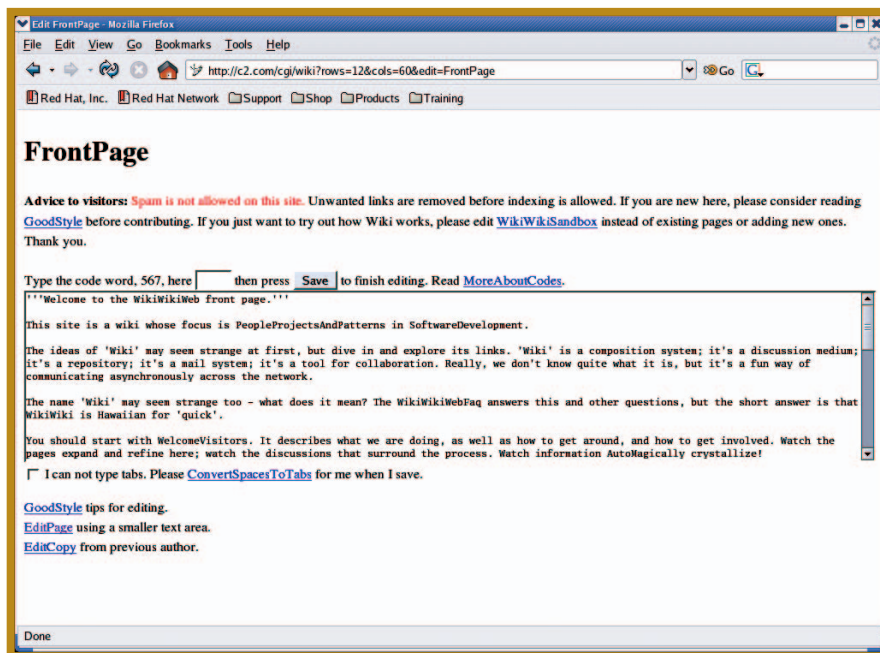 Edit FrontPage - Mozilla Firefox
File Edit View Go Bookmarks Tools Help
http://c2.com/cgi/wiki?rows=12&cols=60&edit=FrontPage Go G
Red Hat, Inc. Red Hat Network Support Shop Products Training
FrontPage
Advice to visitors: Spam is not allowed on this site. Unwanted links are removed before indexing is allowed. If you are new here, please consider reading
GoodStyle before contributing. If you just want to try out how Wiki works, please edit WikiWikiSandbox instead of existing pages or adding new ones.
Thank you.
Type the code word, 567, here then press Save to finish editing. Read MoreAboutCodes.
'''Welcome to the WikiWikiWeb front page.'''
This site is a wiki whose focus is PeopleProjectsAndPatterns in SoftwareDevelopment.
The ideas of 'Wiki' may seem strange at first, but dive in and explore its links. 'Wiki' is a composition system; it's a discussion medium;
it's a repository; it's a mail system; it's a tool for collaboration. Really, we don't know quite what it is, but it's a fun way of
communicating asynchronously across the network.
The name 'Wiki' may seem strange too - what does it mean? The WikiWikiWebFaq answers this and other questions, but the short answer is that
WikiWiki is Hawaiian for 'quick'.
You should start with WelcomeVisitors. It describes what we are doing, as well as how to get around, and how to get involved. Watch the
pages expand and refine here; watch the discussions that surround the process. Watch information AutoMagically crystallize!
I can not type tabs. Please ConvertSpacesToTabs for me when I save.
GoodStyle tips for editing.
EditPage using a smaller text area.
EditCopy from previous author.
Done